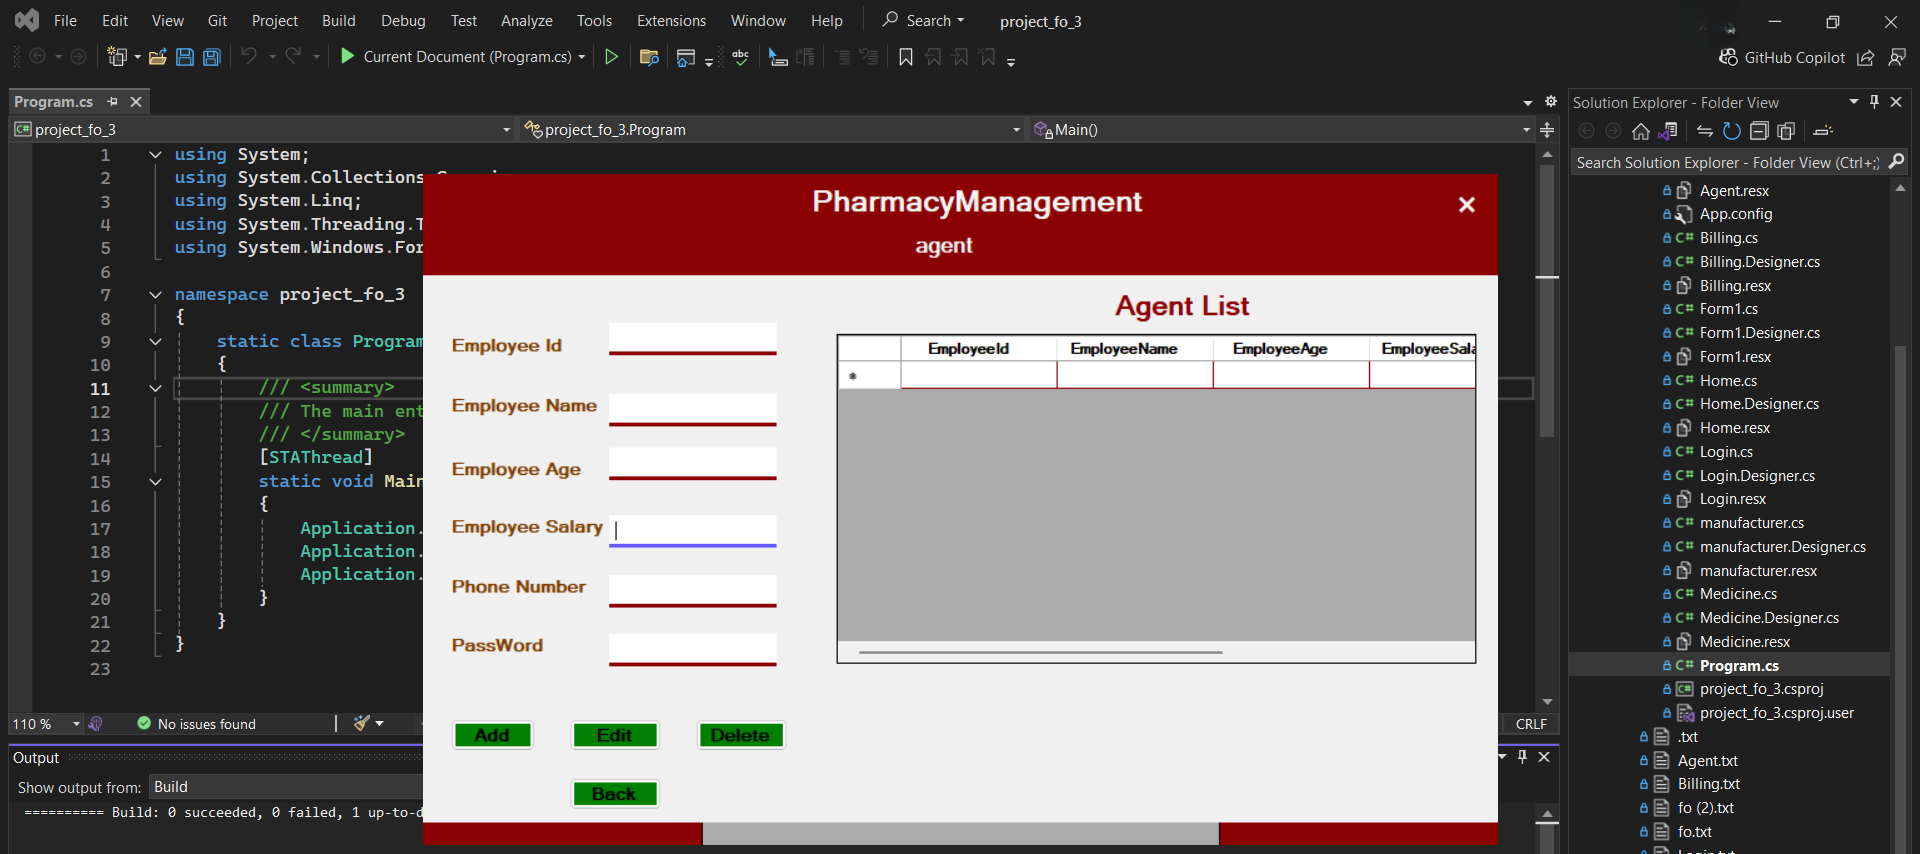 File Edit View Git Project Build Debug Test Analyze Tools Extensions Window Help Search project_fo_3
Current Document (Program.cs) abc GitHub Copilot
Program.cs
project_fo_3 project_fo_3.Program Main()
1 using System;
2 using System.Collections
3 using System.Linq;
4 using System.Threading.T
5 using System.Windows.For
6
7 namespace project_fo_3
8 {
9 static class Program
10 {
11 /// <summary>
12 /// The main ent
13 /// </summary>
14 [STAThread]
15 static void Main
16 {
17 Application.
18 Application.
19 Application.
20 }
21 }
22 }
23
110 % No issues found CRLF
Output
Show output from: Build
========== Build: 0 succeeded, 0 failed, 1 up-to-d
PharmacyManagement
agent
Agent List
Employee Id
Employee Name
Employee Age
Employee Salary
Phone Number
PassWord
EmployeeId EmployeeName EmployeeAge EmployeeSala
Add Edit Delete
Back
Solution Explorer - Folder View
Search Solution Explorer - Folder View (Ctrl+;)
Agent.resx
App.config
C# Billing.cs
C# Billing.Designer.cs
Billing.resx
C# Form1.cs
C# Form1.Designer.cs
Form1.resx
C# Home.cs
C# Home.Designer.cs
Home.resx
C# Login.cs
C# Login.Designer.cs
Login.resx
C# manufacturer.cs
C# manufacturer.Designer.cs
manufacturer.resx
C# Medicine.cs
C# Medicine.Designer.cs
Medicine.resx
C# Program.cs
C# project_fo_3.csproj
project_fo_3.csproj.user
.txt
Agent.txt
Billing.txt
fo (2).txt
fo.txt